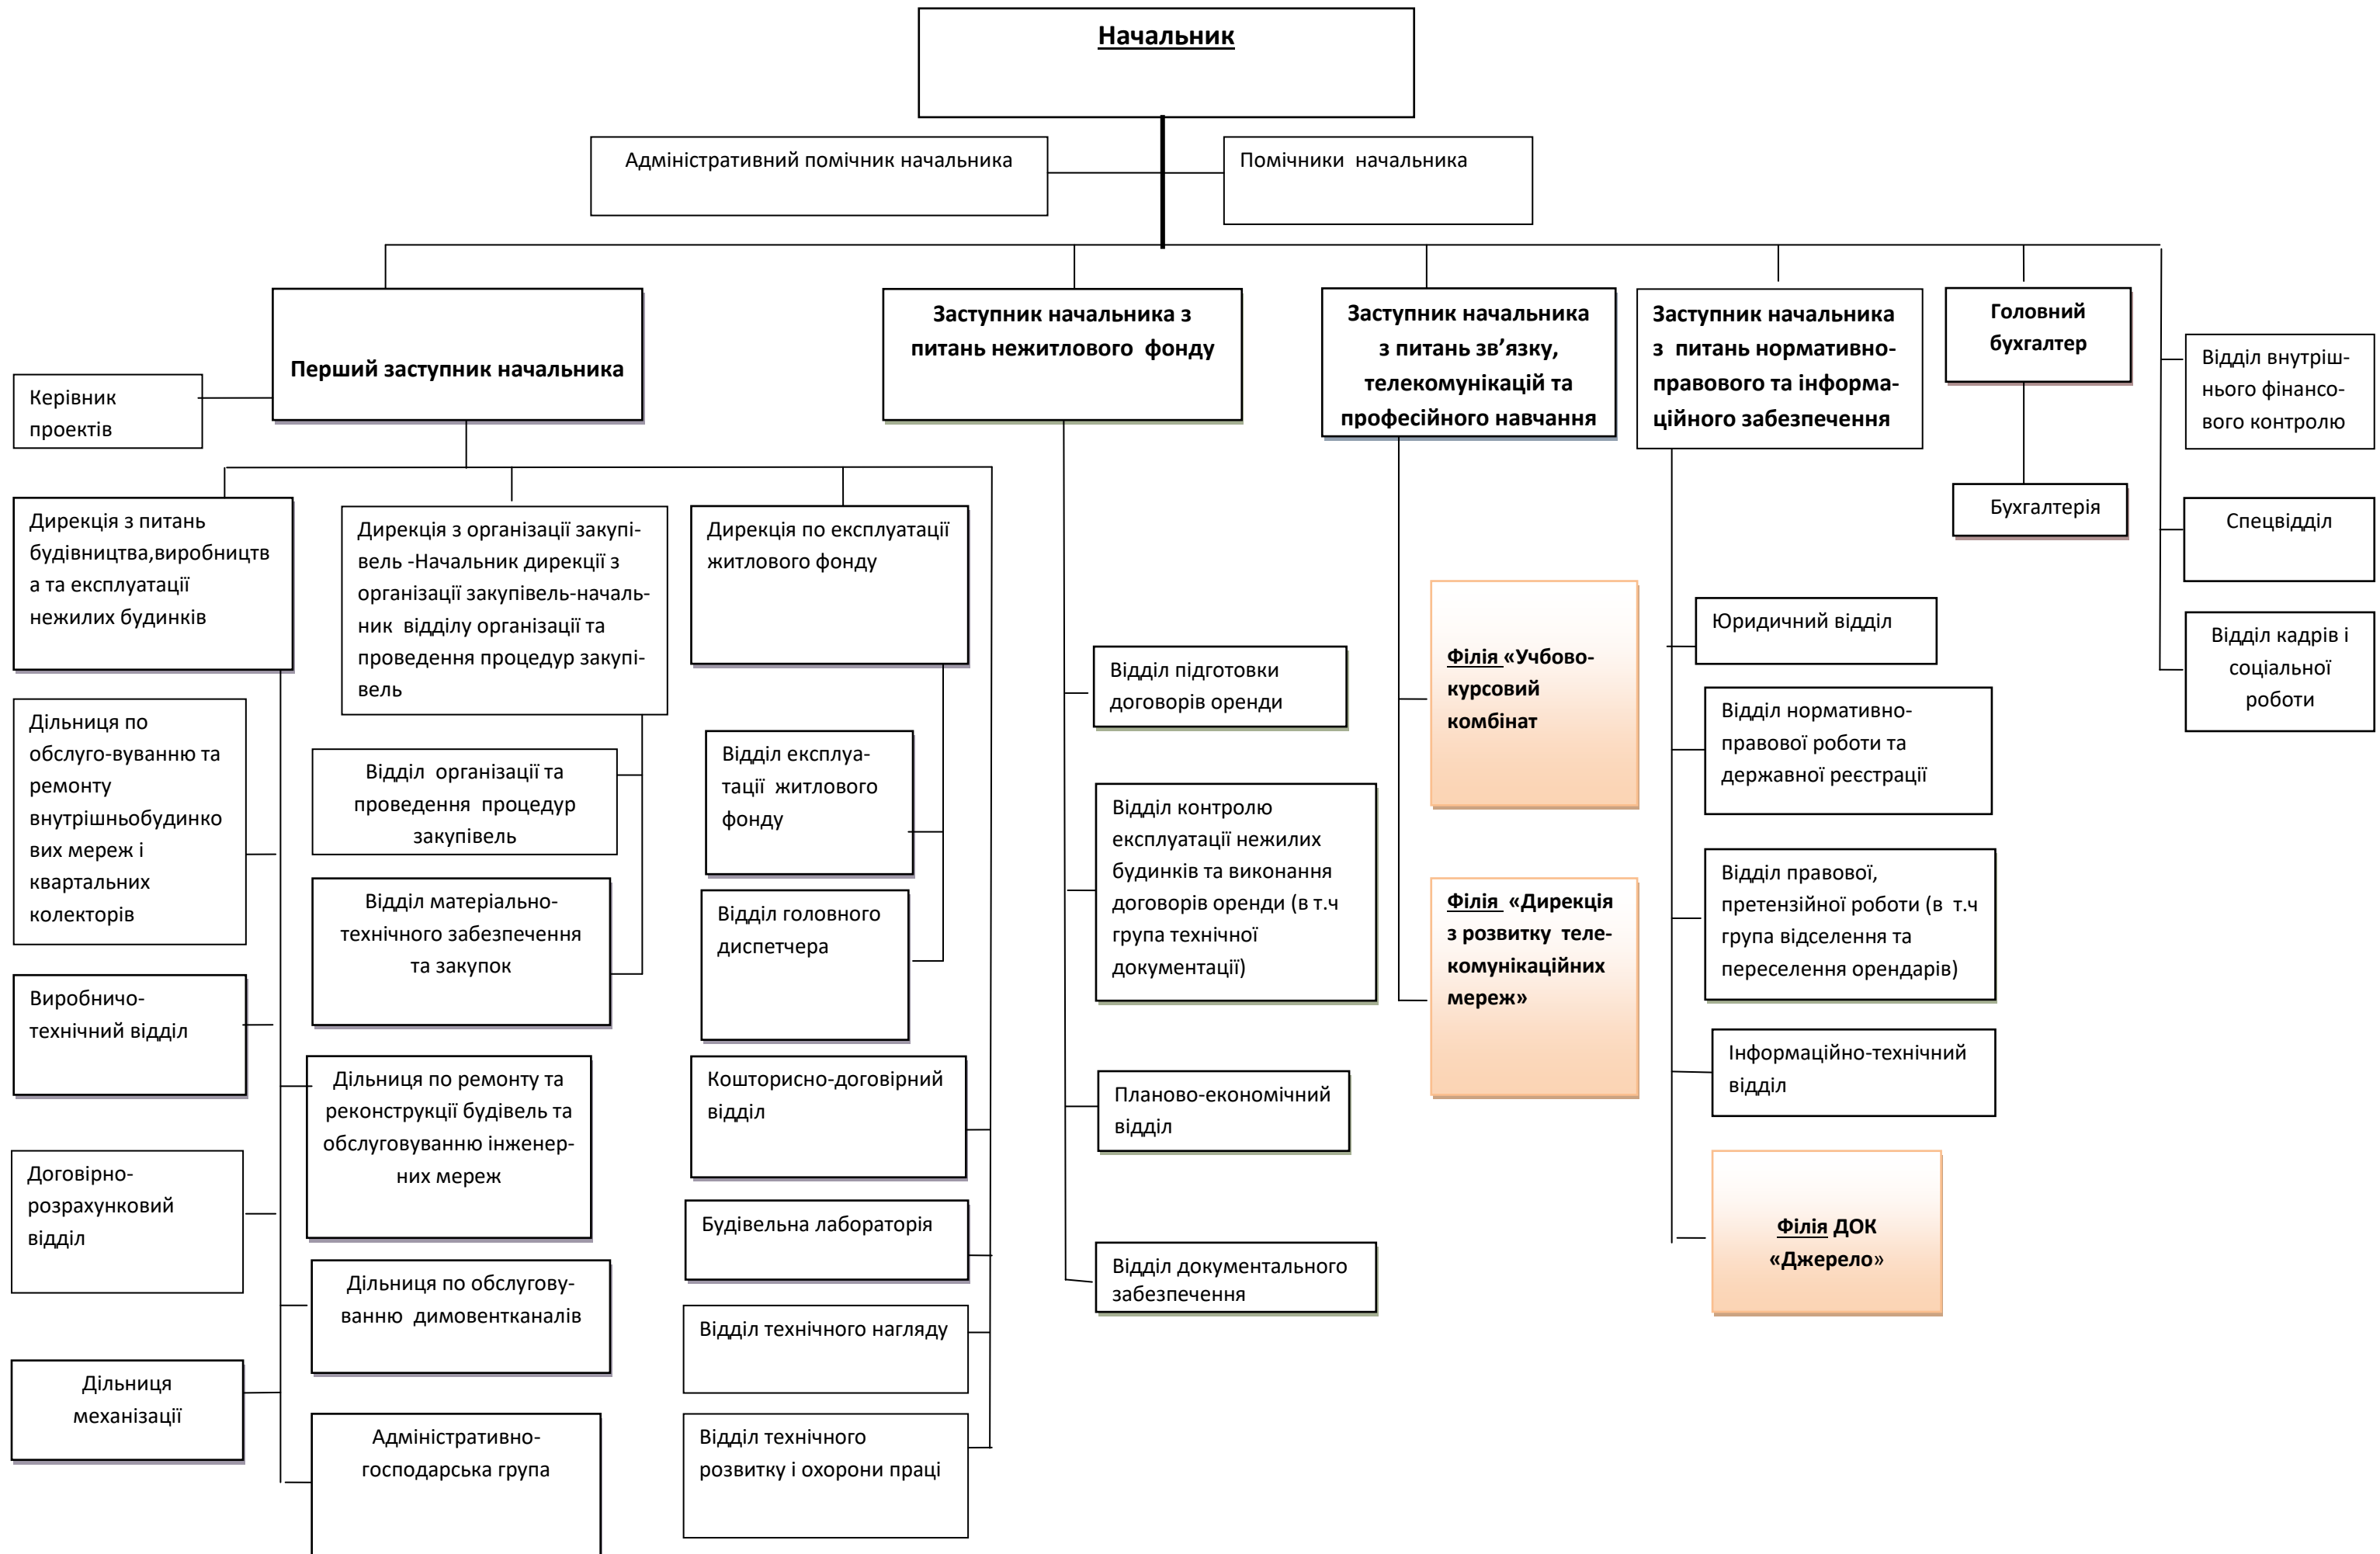 Начальник
Адміністративний помічник начальника
Помічники начальника
Перший заступник начальника
Заступник начальника з
питань нежитлового фонду
Заступник начальника
з питань зв’язку,
телекомунікацій та
професійного навчання
Заступник начальника
з питань нормативно-
правового та інформа-
ційного забезпечення
Головний
бухгалтер
Керівник
проектів
Відділ внутріш-
нього фінансо-
вого контролю
Бухгалтерія
Спецвідділ
Відділ кадрів і
соціальної
роботи
Дирекція з питань
будівництва,виробництв
а та експлуатації
нежилих будинків
Дирекція з організації закупі-
вель -Начальник дирекції з
організації закупівель-началь-
ник відділу організації та
проведення процедур закупі-
вель
Дирекція по експлуатації
житлового фонду
Дільниця по
обслуго-вуванню та
ремонту
внутрішньобудинко
вих мереж і
квартальних
колекторів
Відділ організації та
проведення процедур
закупівель
Відділ експлуа-
тації житлового
фонду
Відділ підготовки
договорів оренди
Філія «Учбово-
курсовий
комбінат
Юридичний відділ
Відділ нормативно-
правової роботи та
державної реєстрації
Відділ матеріально-
технічного забезпечення
та закупок
Відділ головного
диспетчера
Відділ контролю
експлуатації нежилих
будинків та виконання
договорів оренди (в т.ч
група технічної
документації)
Філія «Дирекція
з розвитку теле-
комунікаційних
мереж»
Відділ правової,
претензійної роботи (в т.ч
група відселення та
переселення орендарів)
Виробничо-
технічний відділ
Дільниця по ремонту та
реконструкції будівель та
обслуговуванню інженер-
них мереж
Кошторисно-договірний
відділ
Планово-економічний
відділ
Інформаційно-технічний
відділ
Договірно-
розрахунковий
відділ
Будівельна лабораторія
Відділ документального
забезпечення
Філія ДОК
«Джерело»
Дільниця по обслугову-
ванню димовентканалів
Відділ технічного нагляду
Дільниця
механізації
Адміністративно-
господарська група
Відділ технічного
розвитку і охорони праці